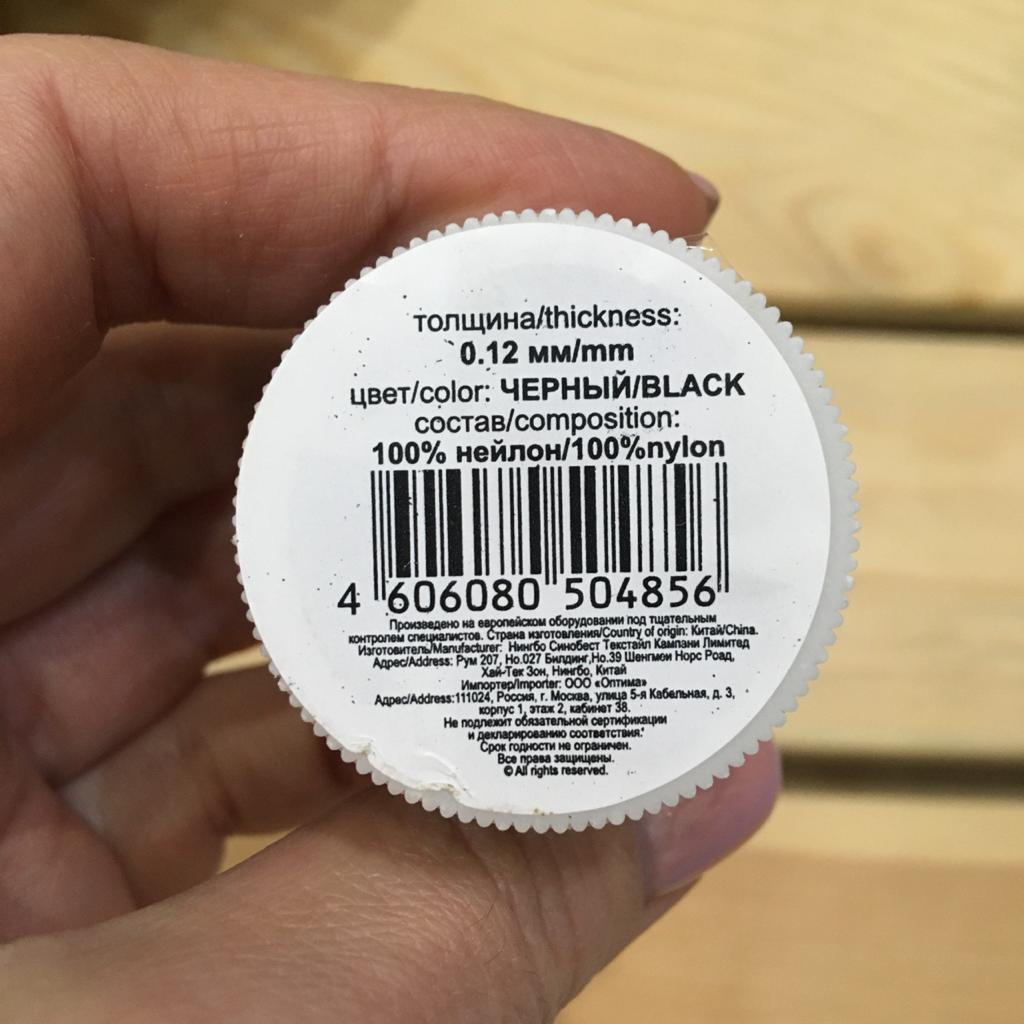 толщина/thickness:
0.12 мм/mm
цвет/color: ЧЕРНЫЙ/BLACK
состав/composition:
100% нейлон/100%nylon
4 606080 504856
Произведено на европейском оборудовании под тщательным
контролем специалистов. Страна изготовления/Country of origin: Китай/China.
Изготовитель/Manufacturer: Нингбо Синобест Текстайл Кампани Лимитед
Адрес/Address: Рум 207, Но.027 Билдинг,Но.39 Шенгмеи Норс Роад,
Хай-Тек Зон, Нингбо, Китай
Импортер/Importer: ООО «Оптима»
Адрес/Address:111024, Россия, г. Москва, улица 5-я Кабельная, д. 3,
корпус 1, этаж 2, кабинет 38.
Не подлежит обязательной сертификации
и декларированию соответствия.
Срок годности не ограничен.
Все права защищены.
© All rights reserved.